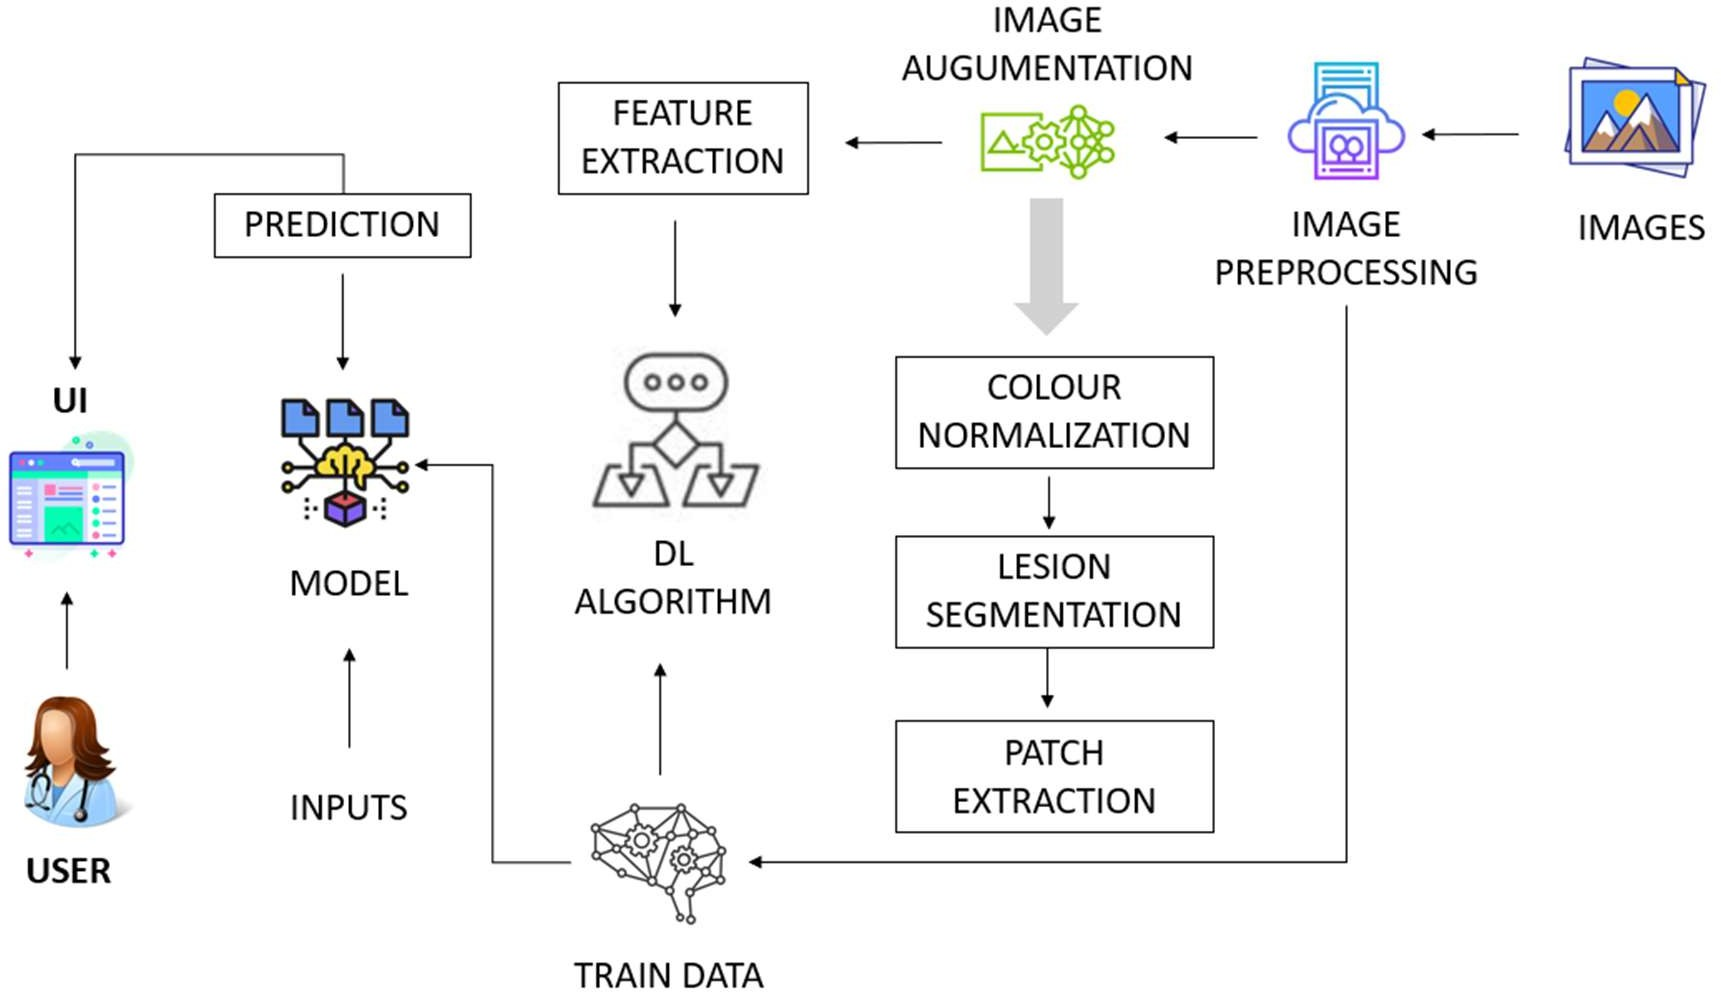 IMAGE
AUGUMENTATION
FEATURE
EXTRACTION
PREDICTION
IMAGE
PREPROCESSING
IMAGES
UI
COLOUR
NORMALIZATION
MODEL
DL
ALGORITHM
LESION
SEGMENTATION
PATCH
EXTRACTION
INPUTS
USER
TRAIN DATA